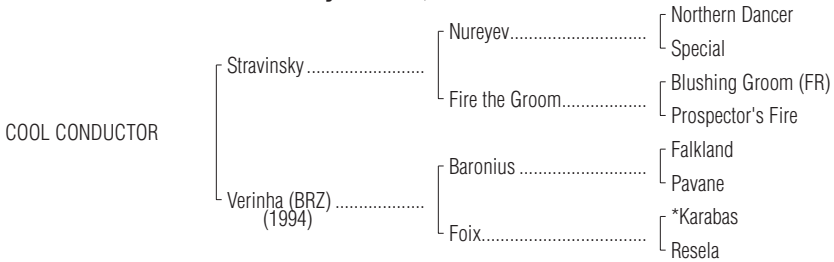 Northern Dancer
Nureyev..............................
Special
Stravinsky ........................
Blushing Groom (FR)
Fire the Groom....................
Prospector's Fire
COOL CONDUCTOR
Falkland
Baronius ............................
Pavane
Verinha (BRZ) ...................
(1994)
*Karabas
Foix....................................
Resela